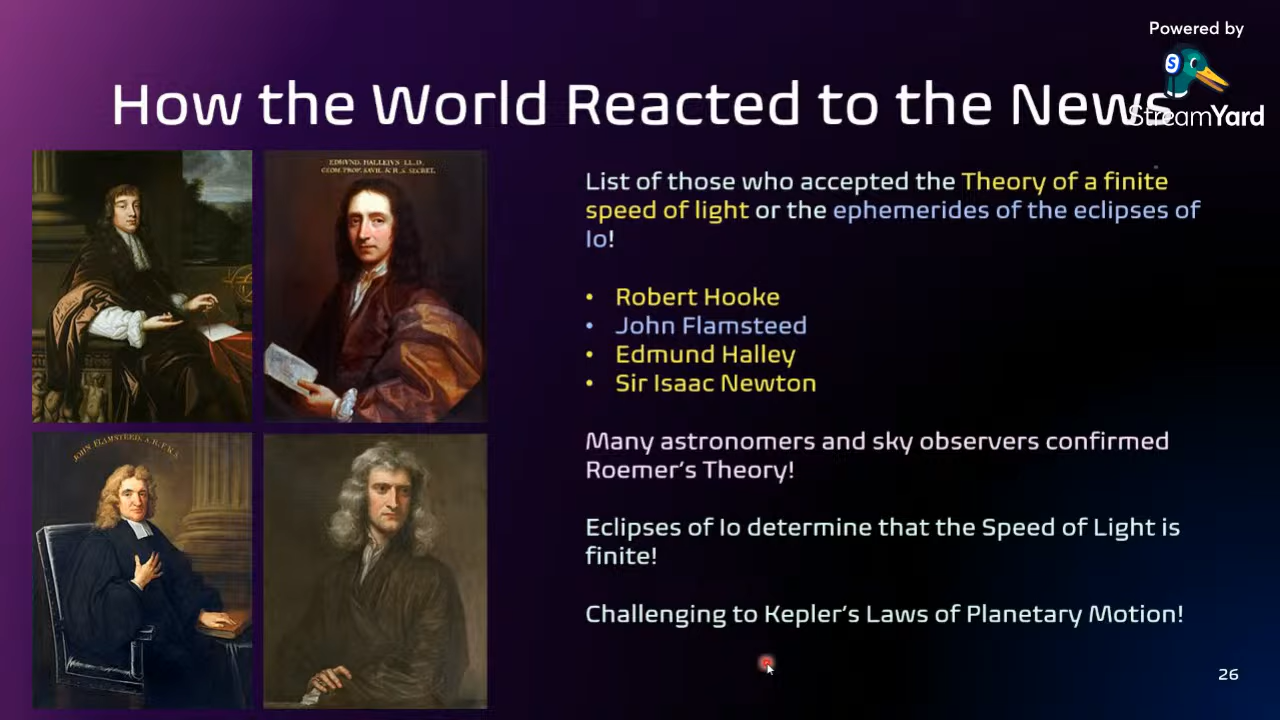 Powered by
StreamYard
How the World Reacted to the News
EDMVND. HALLEIVS LL.D.
GEOM. PROF. SAVIL. & R.S. SECRET.
JOHN FLAMSTEED. A.R.F.R.S.
List of those who accepted the Theory of a finite
speed of light or the ephemerides of the eclipses of
Io!
• Robert Hooke
• John Flamsteed
• Edmund Halley
• Sir Isaac Newton
Many astronomers and sky observers confirmed
Roemer's Theory!
Eclipses of Io determine that the Speed of Light is
finite!
Challenging to Kepler's Laws of Planetary Motion!
26